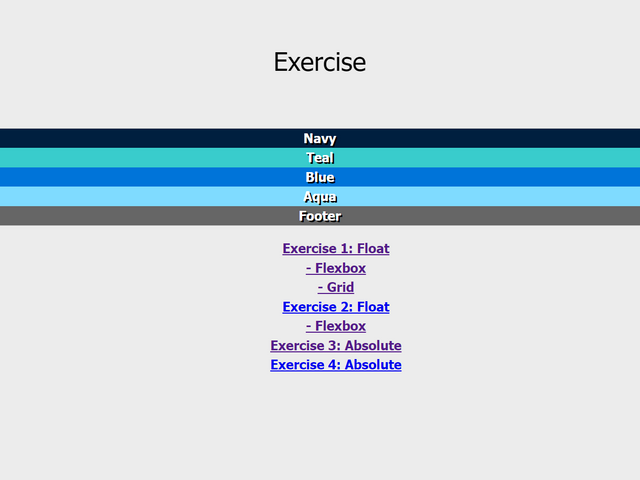 Exercise
Navy
Teal
Blue
Aqua
Footer
Exercise 1: Float
- Flexbox
- Grid
Exercise 2: Float
- Flexbox
Exercise 3: Absolute
Exercise 4: Absolute